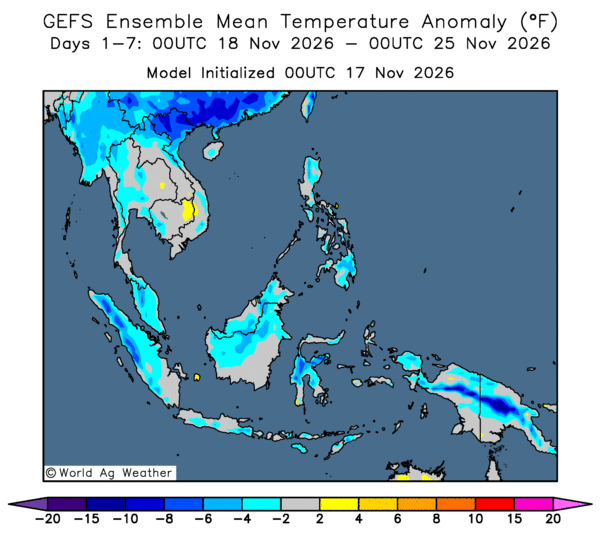 GEFS Ensemble Mean Temperature Anomaly (°F)
Days 1-7: 00UTC 18 Nov 2026 - 00UTC 25 Nov 2026
Model Initialized 00UTC 17 Nov 2026
© World Ag Weather
-20 -15 -10 -8 -6 -4 -2 2 4 6 8 10 15 20